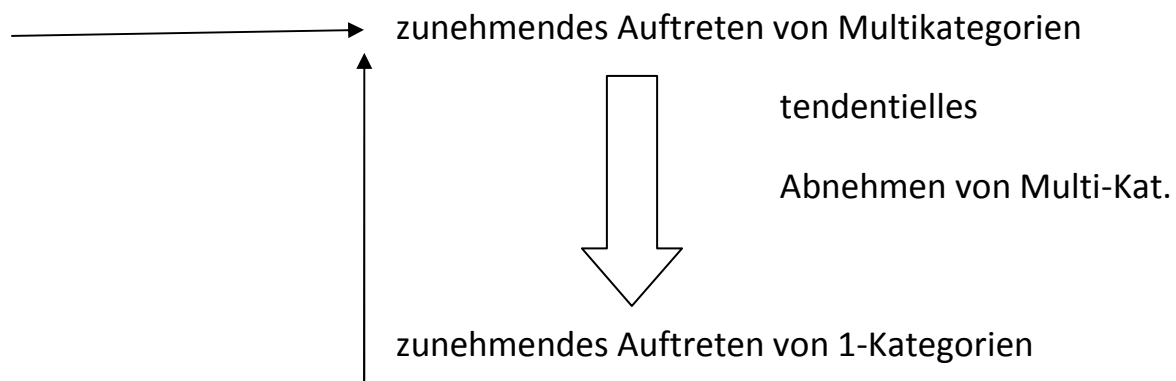 zunehmendes Auftreten von Multikategorien
tendentielles
Abnehmen von Multi-Kat.
zunehmendes Auftreten von 1-Kategorien